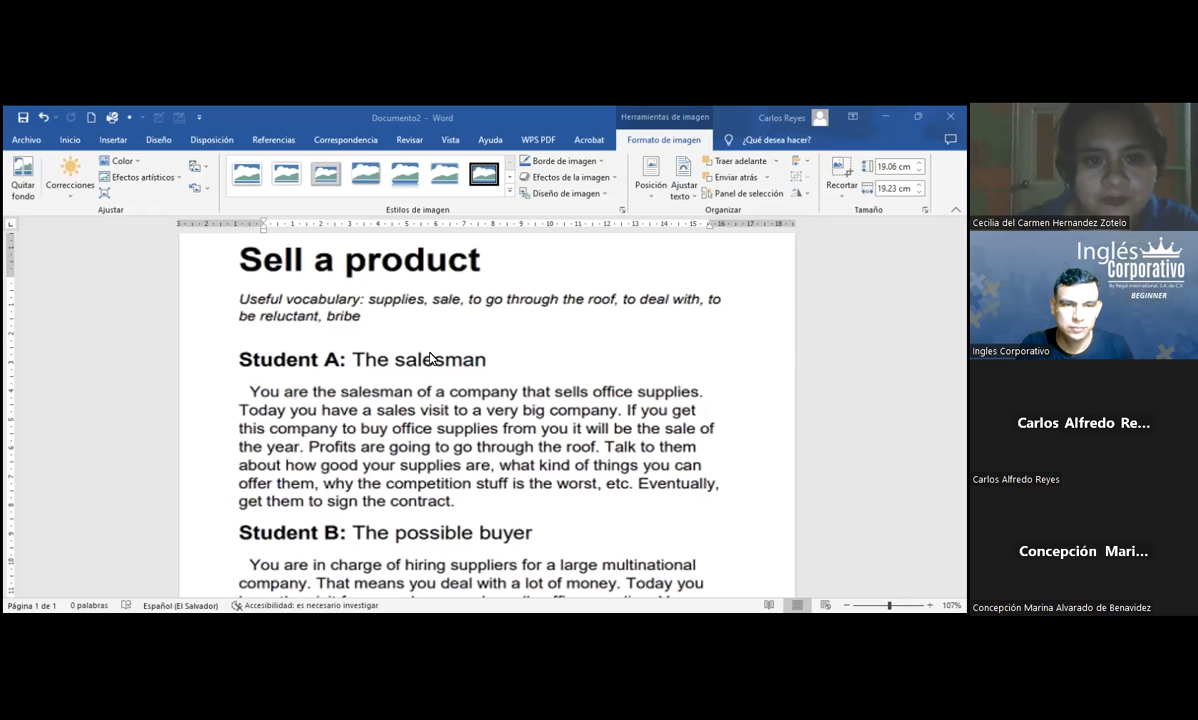 Documento2 - Word
Herramientas de imagen
Carlos Reyes
Archivo Inicio Insertar Diseño Disposición Referencias Correspondencia Revisar Vista Ayuda WPS PDF Acrobat Formato de imagen ¿Qué desea hacer?
Quitar fondo
Correcciones
Color
Efectos artísticos
Ajustar
Borde de imagen
Efectos de la imagen
Diseño de imagen
Estilos de imagen
Posición
Ajustar texto
Traer adelante
Enviar atrás
Panel de selección
Organizar
Recortar
19.06 cm
19.23 cm
Tamaño
Sell a product
Useful vocabulary: supplies, sale, to go through the roof, to deal with, to
be reluctant, bribe
Student A: The salesman
You are the salesman of a company that sells office supplies.
Today you have a sales visit to a very big company. If you get
this company to buy office supplies from you it will be the sale of
the year. Profits are going to go through the roof. Talk to them
about how good your supplies are, what kind of things you can
offer them, why the competition stuff is the worst, etc. Eventually,
get them to sign the contract.
Student B: The possible buyer
You are in charge of hiring suppliers for a large multinational
company. That means you deal with a lot of money. Today you
Página 1 de 1 0 palabras Español (El Salvador) Accesibilidad: es necesario investigar 107%
Cecilia del Carmen Hernandez Zotelo
Inglés
Corporativo
By Regal International, S.A. de C.V.
BEGINNER
Ingles Corporativo
Carlos Alfredo Re...
Carlos Alfredo Reyes
Concepción Mari...
Concepción Marina Alvarado de Benavidez